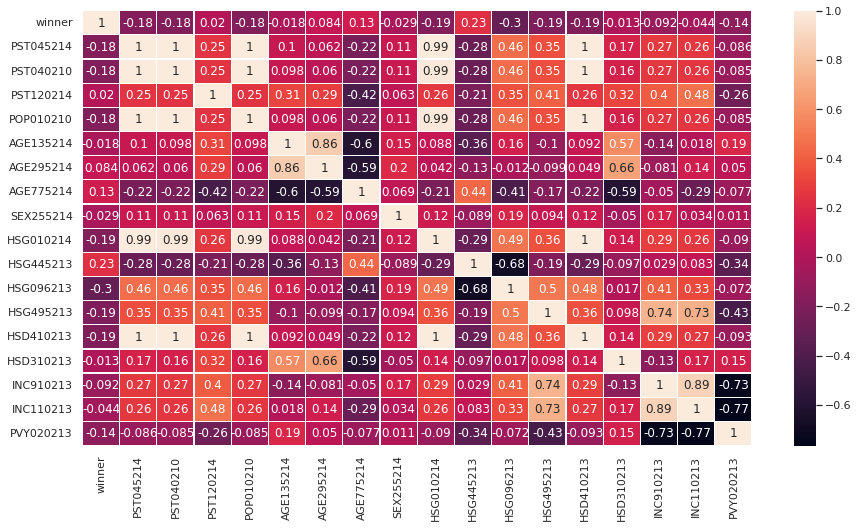 winner 1 -0.18 -0.18 0.02 -0.18 -0.018 0.084 0.13 -0.029 -0.19 0.23 -0.3 -0.19 -0.19 -0.013 -0.092 -0.044 -0.14
PST045214 -0.18 1 1 0.25 1 0.1 0.062 -0.22 0.11 0.99 -0.28 0.46 0.35 1 0.17 0.27 0.26 -0.086
PST040210 -0.18 1 1 0.25 1 0.098 0.06 -0.22 0.11 0.99 -0.28 0.46 0.35 1 0.16 0.27 0.26 -0.085
PST120214 0.02 0.25 0.25 1 0.25 0.31 0.29 -0.42 0.063 0.26 -0.21 0.35 0.41 0.26 0.32 0.4 0.48 -0.26
POP010210 -0.18 1 1 0.25 1 0.098 0.06 -0.22 0.11 0.99 -0.28 0.46 0.35 1 0.16 0.27 0.26 -0.085
AGE135214 -0.018 0.1 0.098 0.31 0.098 1 0.86 -0.6 0.15 0.088 -0.36 0.16 -0.1 0.092 0.57 -0.14 0.018 0.19
AGE295214 0.084 0.062 0.06 0.29 0.06 0.86 1 -0.59 0.2 0.042 -0.13 -0.012 -0.099 0.049 0.66 -0.081 0.14 0.05
AGE775214 0.13 -0.22 -0.22 -0.42 -0.22 -0.6 -0.59 1 0.069 -0.21 0.44 -0.41 -0.17 -0.22 -0.59 -0.05 -0.29 -0.077
SEX255214 -0.029 0.11 0.11 0.063 0.11 0.15 0.2 0.069 1 0.12 -0.089 0.19 0.094 0.12 -0.05 0.17 0.034 0.011
HSG010214 -0.19 0.99 0.99 0.26 0.99 0.088 0.042 -0.21 0.12 1 -0.29 0.49 0.36 1 0.14 0.29 0.26 -0.09
HSG445213 0.23 -0.28 -0.28 -0.21 -0.28 -0.36 -0.13 0.44 -0.089 -0.29 1 -0.68 -0.19 -0.29 -0.097 0.029 0.083 -0.34
HSG096213 -0.3 0.46 0.46 0.35 0.46 0.16 -0.012 -0.41 0.19 0.49 -0.68 1 0.5 0.48 0.017 0.41 0.33 -0.072
HSG495213 -0.19 0.35 0.35 0.41 0.35 -0.1 -0.099 -0.17 0.094 0.36 -0.19 0.5 1 0.36 0.098 0.74 0.73 -0.43
HSD410213 -0.19 1 1 0.26 1 0.092 0.049 -0.22 0.12 1 -0.29 0.48 0.36 1 0.14 0.29 0.27 -0.093
HSD310213 -0.013 0.17 0.16 0.32 0.16 0.57 0.66 -0.59 -0.05 0.14 -0.097 0.017 0.098 0.14 1 -0.13 0.17 0.15
INC910213 -0.092 0.27 0.27 0.4 0.27 -0.14 -0.081 -0.05 0.17 0.29 0.029 0.41 0.74 0.29 -0.13 1 0.89 -0.73
INC110213 -0.044 0.26 0.26 0.48 0.26 0.018 0.14 -0.29 0.034 0.26 0.083 0.33 0.73 0.27 0.17 0.89 1 -0.77
PVY020213 -0.14 -0.086 -0.085 -0.26 -0.085 0.19 0.05 -0.077 0.011 -0.09 -0.34 -0.072 -0.43 -0.093 0.15 -0.73 -0.77 1
winner
PST045214
PST040210
PST120214
POP010210
AGE135214
AGE295214
AGE775214
SEX255214
HSG010214
HSG445213
HSG096213
HSG495213
HSD410213
HSD310213
INC910213
INC110213
PVY020213
1.0
0.8
0.6
0.4
0.2
0.0
−0.2
−0.4
−0.6